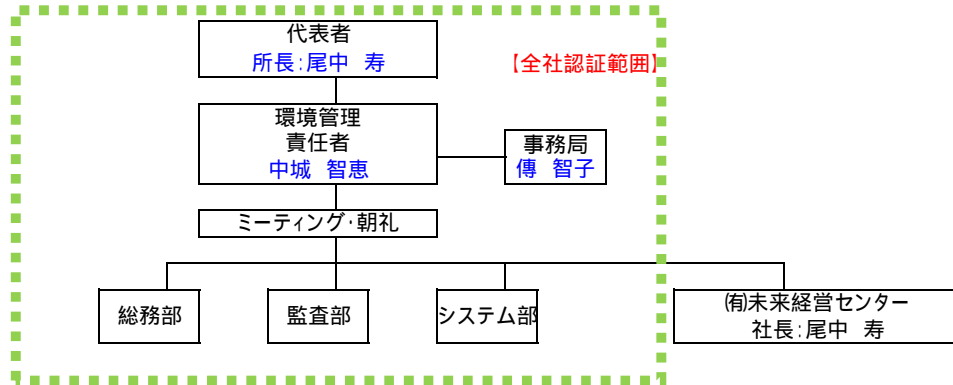 代表者
所長:尾中 寿
【全社認証範囲】
環境管理
責任者
中城 智恵
事務局
傳 智子
ミーティング・朝礼
総務部
監査部
システム部
㈲未来経営センター
社長:尾中 寿